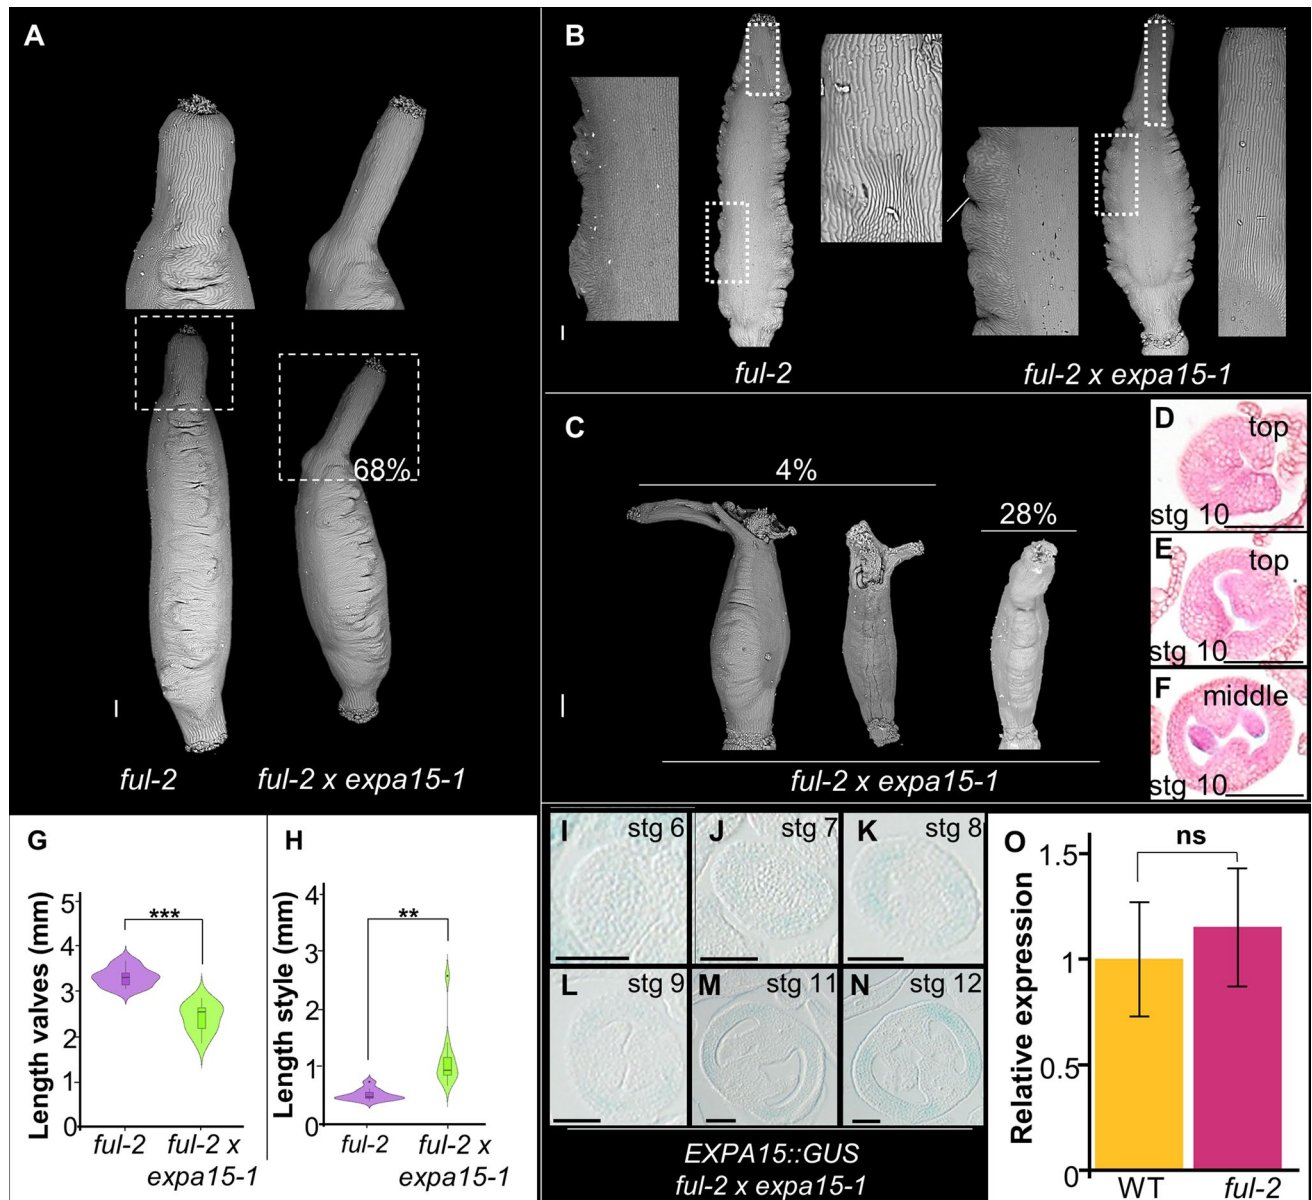 A
68%
ful-2
ful-2 x expa15-1
B
ful-2
ful-2 x expa15-1
C
4%
28%
ful-2 x expa15-1
D
top
stg 10
E
top
stg 10
F
middle
stg 10
G
Length valves (mm)
5
4
3
2
1
0
***
ful-2
ful-2 x
expa15-1
H
Length style (mm)
4
3
2
1
0
**
ful-2
ful-2 x
expa15-1
I
stg 6
J
stg 7
K
stg 8
L
stg 9
M
stg 11
N
stg 12
EXPA15::GUS
ful-2 x expa15-1
O
Relative expression
1.5
1
0.5
0
ns
WT
ful-2